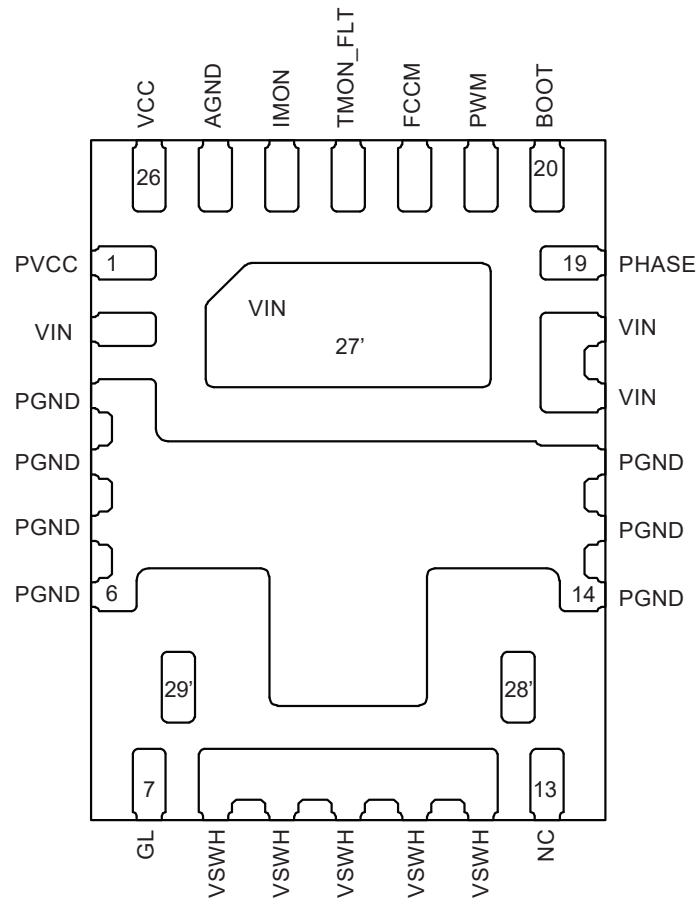 VCC
AGND
IMON
TMON_FLT
FCCM
PWM
BOOT
26
20
PVCC
1
19
PHASE
VIN
VIN
VIN
27'
VIN
PGND
PGND
PGND
PGND
PGND
PGND
6
14
PGND
29'
28'
7
13
GL
VSWH
VSWH
VSWH
VSWH
VSWH
NC